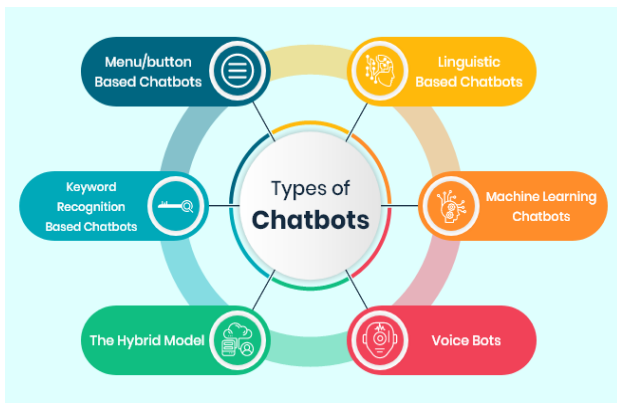 Menu/button
Based Chatbots
Linguistic
Based Chatbots
Keyword
Recognition
Based Chatbots
Types of
Chatbots
Machine Learning
Chatbots
The Hybrid Model
Voice Bots